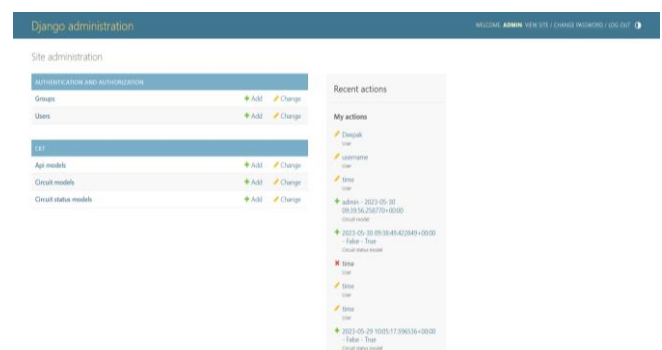 Django administration
WELCOME, ADMIN. VIEW SITE / CHANGE PASSWORD / LOG OUT
Site administration
AUTHENTICATION AND AUTHORIZATION
Groups + Add Change
Users + Add Change
CKT
Api models + Add Change
Circuit models + Add Change
Circuit status models + Add Change
Recent actions
My actions
Deepak
User
username
User
time
User
+ admin - 2023-05-30
09:39:56.258770+00:00
Circuit model
+ 2023-05-30 09:38:49.422849+00:00
- False - True
Circuit status model
× time
User
time
User
time
User
+ 2023-05-29 10:05:17.396536+00:00
- False - True
Circuit status model